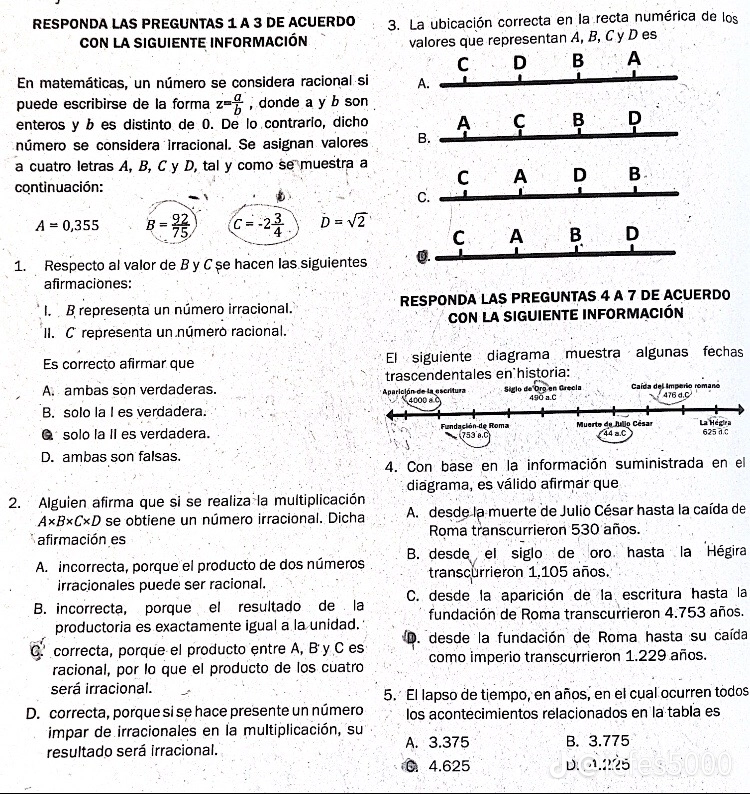 RESPONDA LAS PREGUNTAS 1 A 3 DE ACUERDO
CON LA SIGUIENTE INFORMACIÓN
En matemáticas, un número se considera racional si
puede escribirse de la forma z=a/b, donde a y b son
enteros y b es distinto de 0. De lo contrario, dicho
número se considera irracional. Se asignan valores
a cuatro letras A, B, C y D, tal y como se muestra a
continuación:
A = 0,355 B = 92/75 C = -2 3/4 D = √2
1. Respecto al valor de B y C se hacen las siguientes
afirmaciones:
I. B representa un número irracional.
II. C representa un número racional.
Es correcto afirmar que
A. ambas son verdaderas.
B. solo la I es verdadera.
C. solo la II es verdadera.
D. ambas son falsas.
2. Alguien afirma que si se realiza la multiplicación
A×B×C×D se obtiene un número irracional. Dicha
afirmación es
A. incorrecta, porque el producto de dos números
irracionales puede ser racional.
B. incorrecta, porque el resultado de la
productoria es exactamente igual a la unidad.
C. correcta, porque el producto entre A, B y C es
racional, por lo que el producto de los cuatro
será irracional.
D. correcta, porque si se hace presente un número
impar de irracionales en la multiplicación, su
resultado será irracional.
3. La ubicación correcta en la recta numérica de los
valores que representan A, B, C y D es
C D B A
A.
A C B D
B.
C A D B
C.
C A B D
D.
RESPONDA LAS PREGUNTAS 4 A 7 DE ACUERDO
CON LA SIGUIENTE INFORMACIÓN
El siguiente diagrama muestra algunas fechas
trascendentales en historia:
Aparición de la escritura Siglo de Oro en Grecia Caída del Imperio romano
4000 a.C 490 a.C 476 d.C
Fundación de Roma Muerte de Julio César La Hégira
753 a.C 44 a.C 625 d.C
4. Con base en la información suministrada en el
diagrama, es válido afirmar que
A. desde la muerte de Julio César hasta la caída de
Roma transcurrieron 530 años.
B. desde el siglo de oro hasta la Hégira
transcurrieron 1.105 años.
C. desde la aparición de la escritura hasta la
fundación de Roma transcurrieron 4.753 años.
D. desde la fundación de Roma hasta su caída
como imperio transcurrieron 1.229 años.
5. El lapso de tiempo, en años, en el cual ocurren todos
los acontecimientos relacionados en la tabla es
A. 3.375 B. 3.775
C. 4.625 D. 4.225